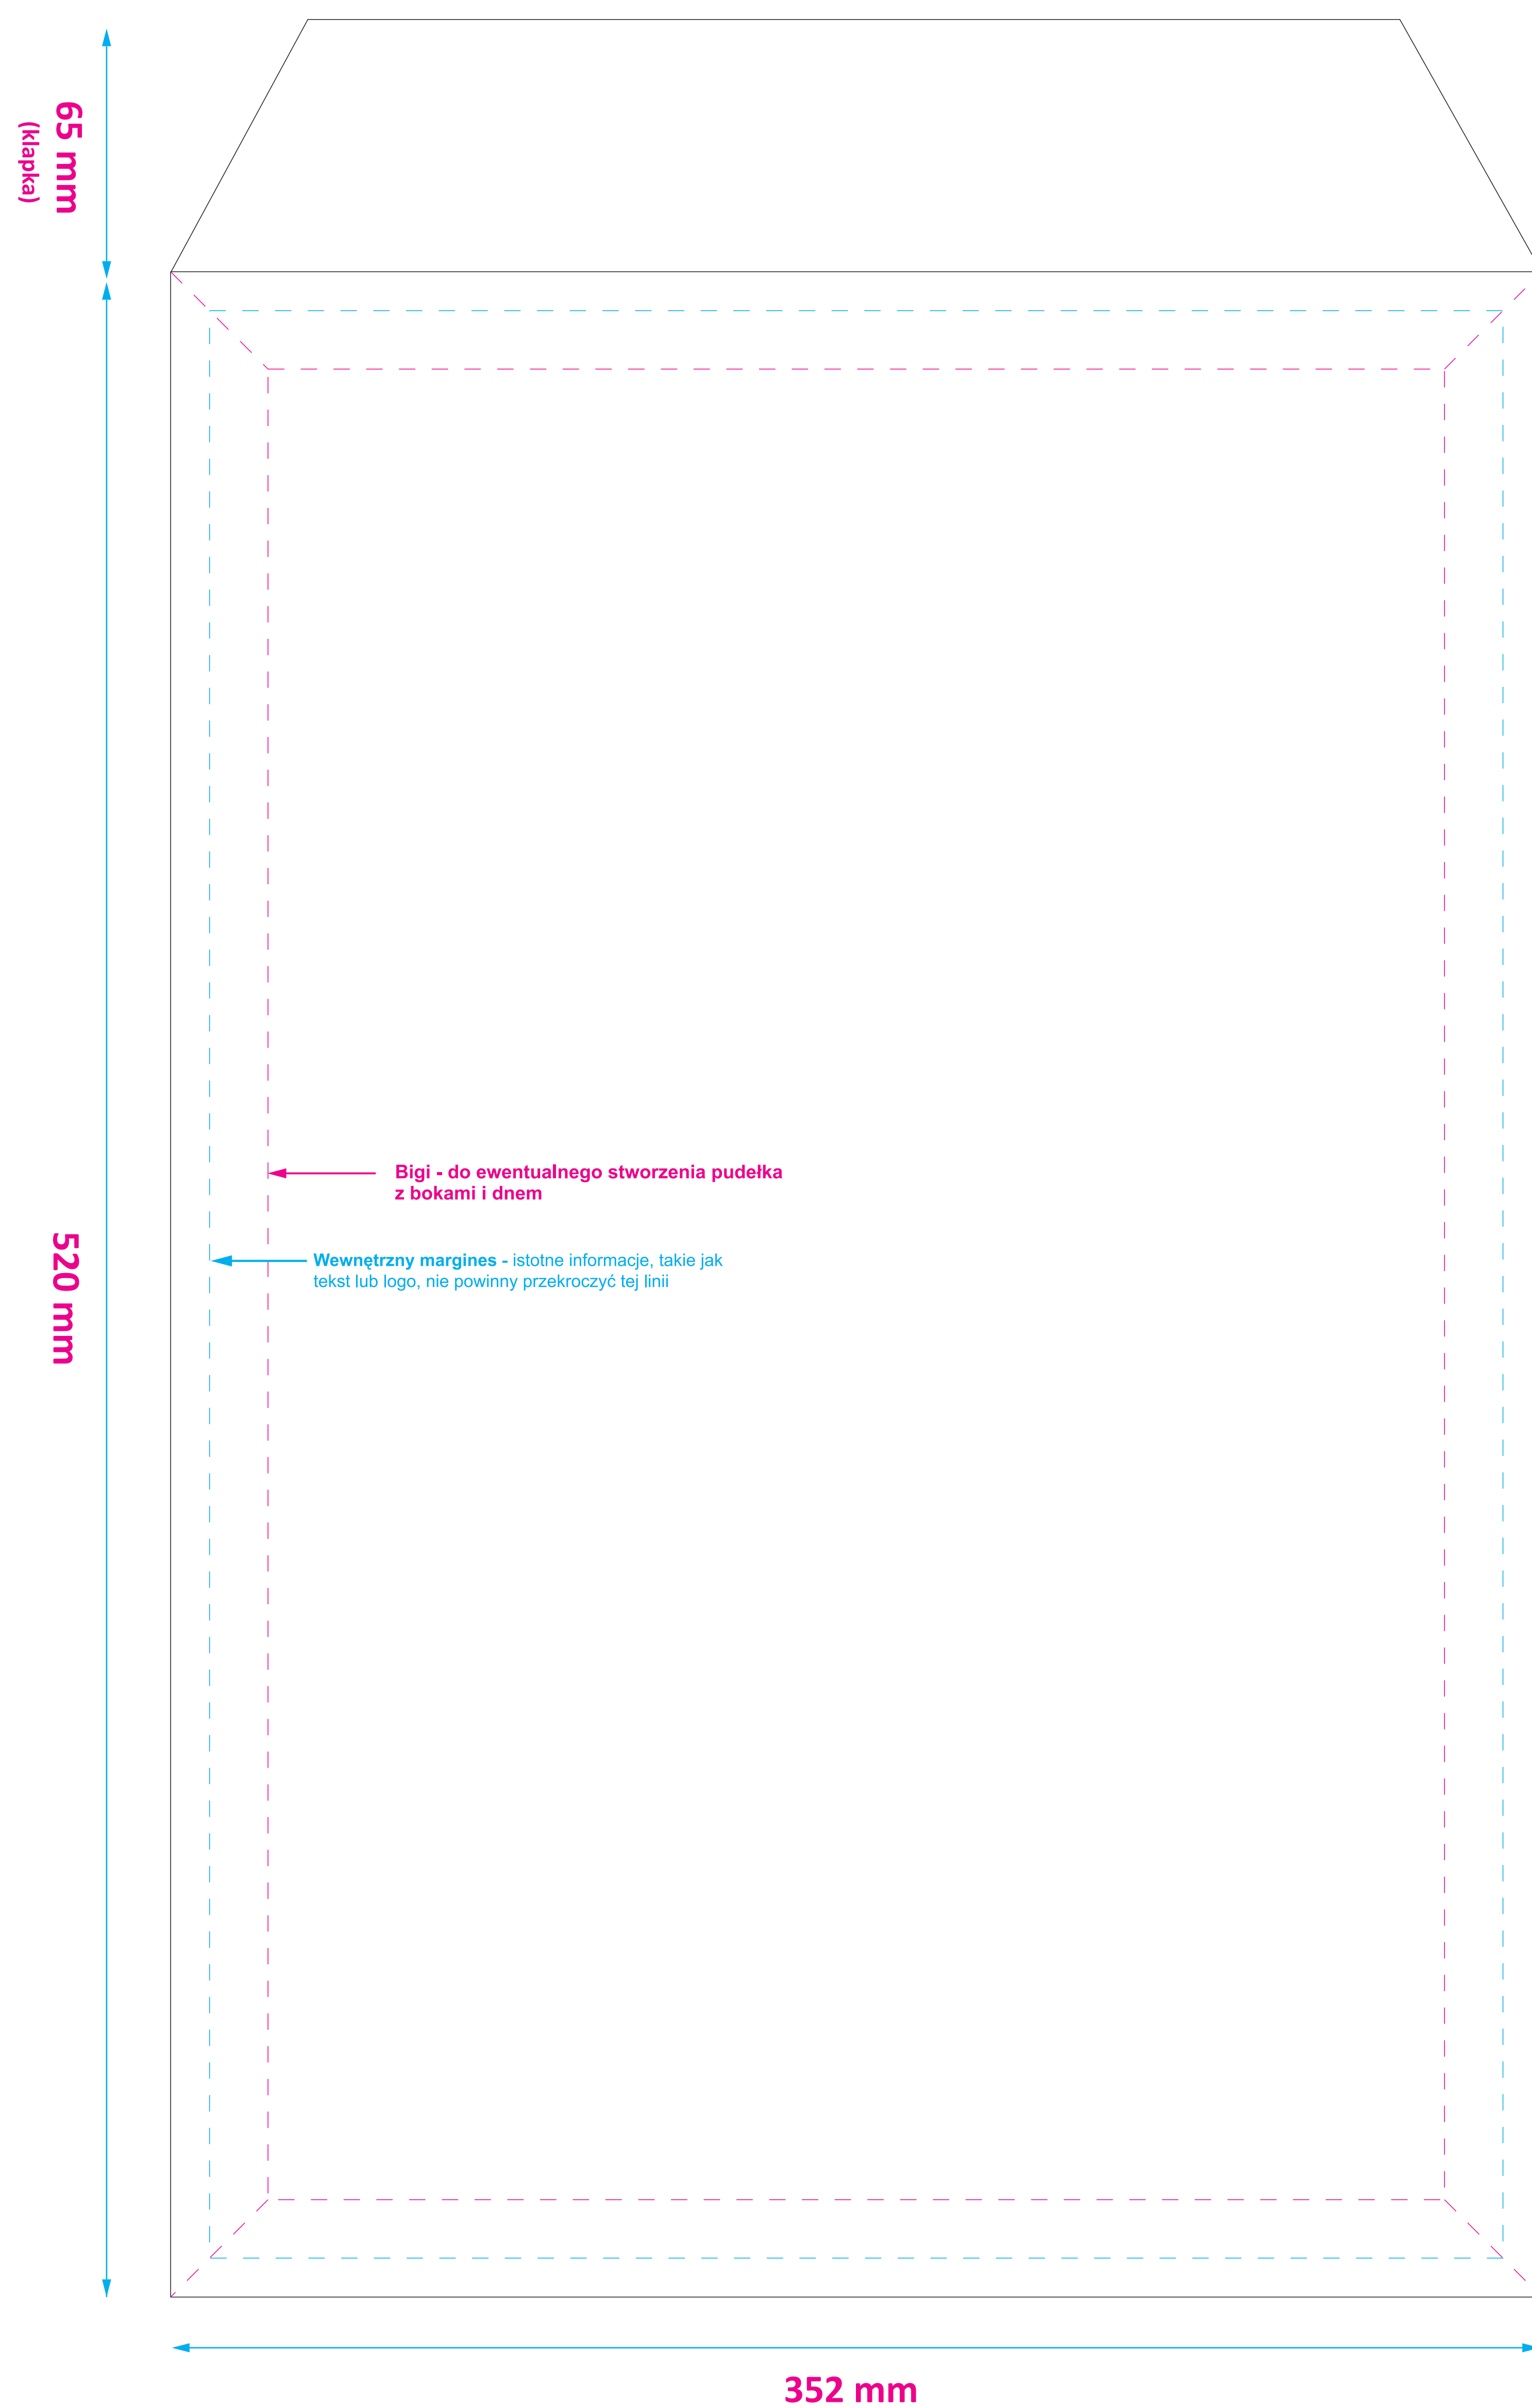 65 mm
(klapka)
Bigi - do ewentualnego stworzenia pudełka
z bokami i dnem
Wewnętrzny margines - istotne informacje, takie jak
tekst lub logo, nie powinny przekroczyć tej linii
520 mm
352 mm